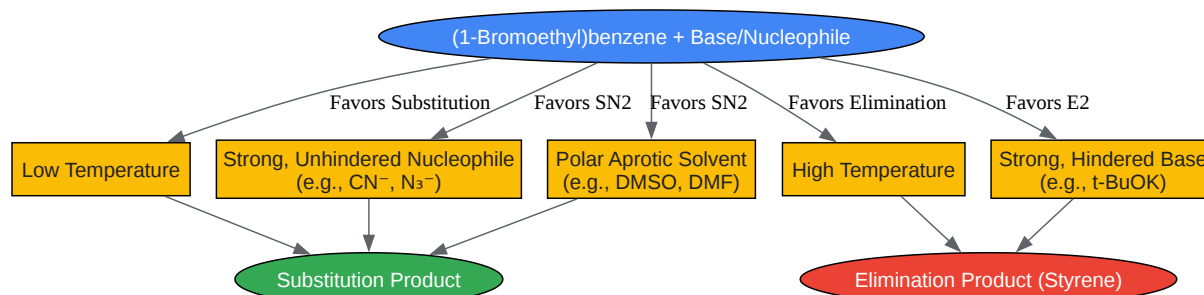 (1-Bromoethyl)benzene + Base/Nucleophile
Favors Substitution
Favors SN2
Favors SN2
Favors Elimination
Favors E2
Low Temperature
Strong, Unhindered Nucleophile
(e.g., CN⁻, N₃⁻)
Polar Aprotic Solvent
(e.g., DMSO, DMF)
High Temperature
Strong, Hindered Base
(e.g., t-BuOK)
Substitution Product
Elimination Product (Styrene)